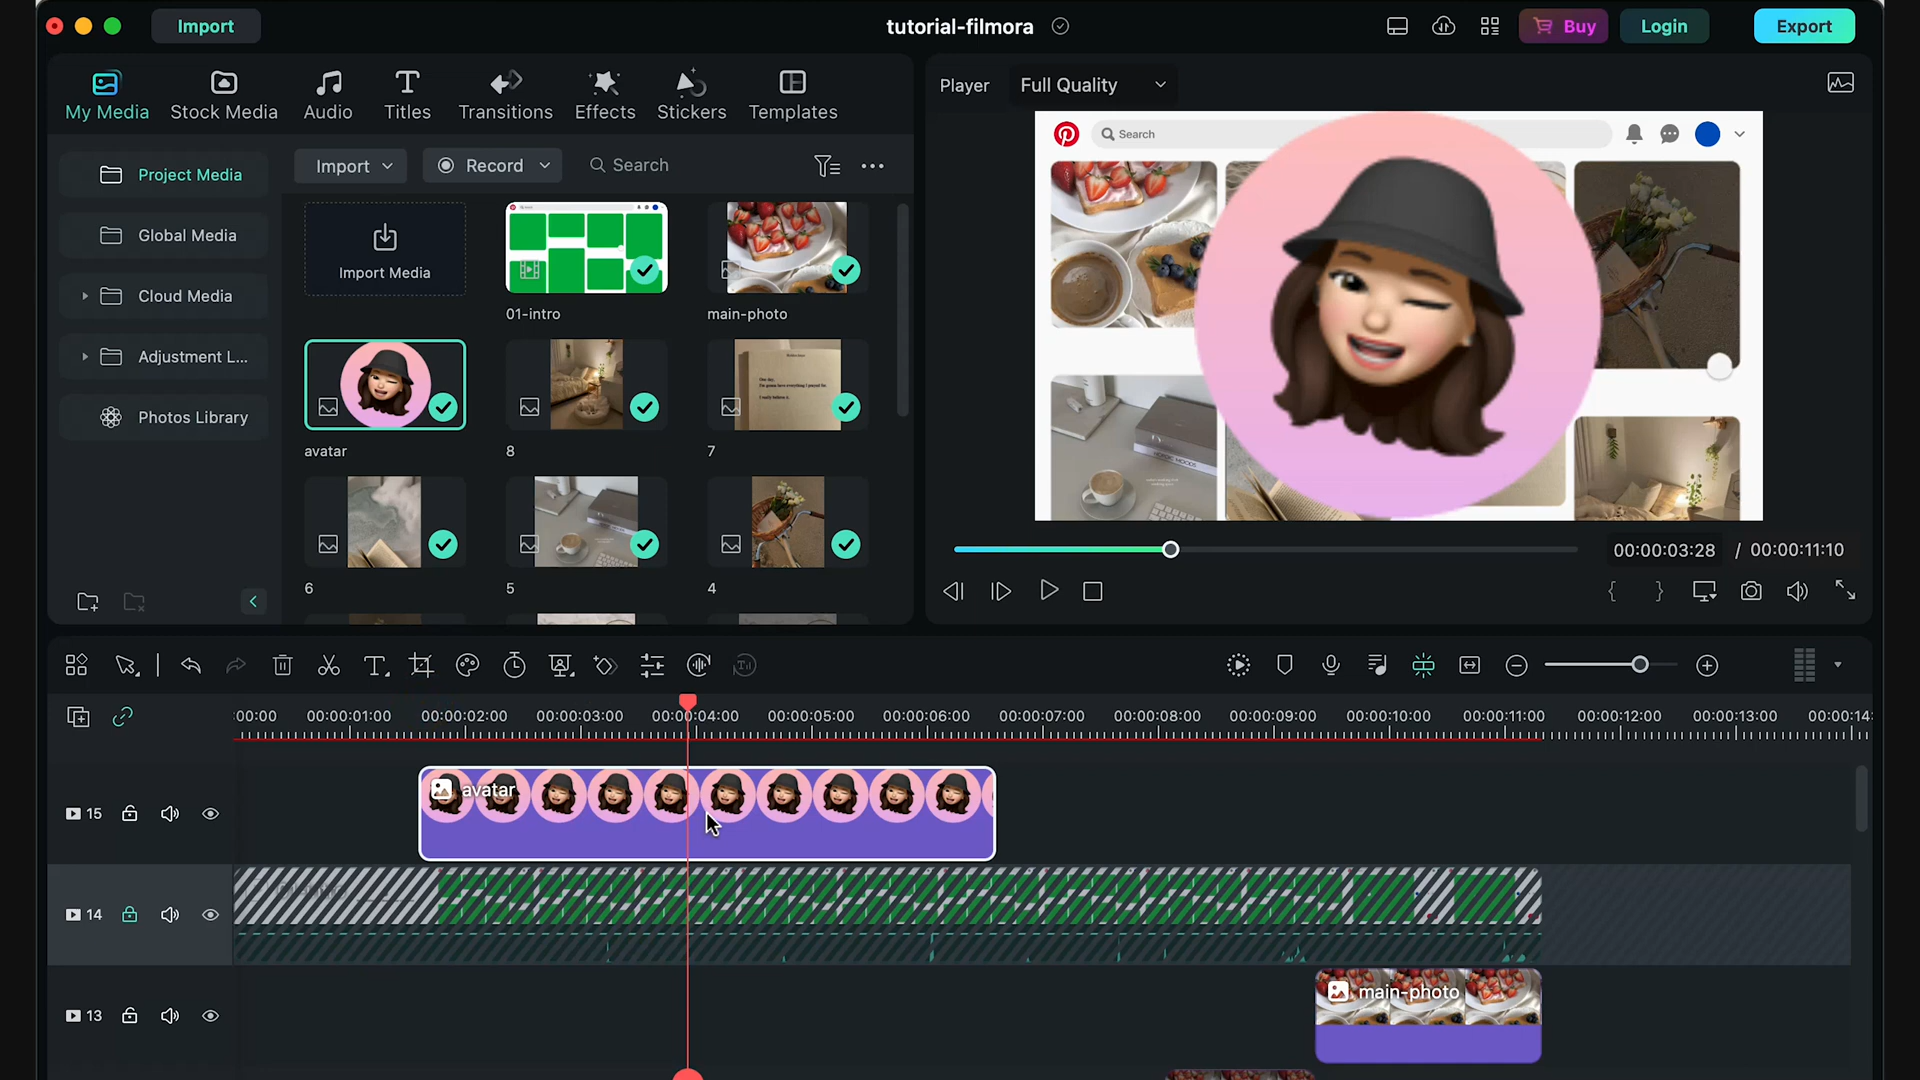 Import
tutorial-filmora
Buy
Login
Export
My Media
Stock Media
Audio
Titles
Transitions
Effects
Stickers
Templates
Player
Full Quality
Search
Project Media
Global Media
Cloud Media
Adjustment L...
Photos Library
Import
Record
Search
Import Media
01-intro
main-photo
avatar
8
7
6
5
4
00:00:03:28 / 00:00:11:10
:00:00 00:00:01:00 00:00:02:00 00:00:03:00 00:00:04:00 00:00:05:00 00:00:06:00 00:00:07:00 00:00:08:00 00:00:09:00 00:00:10:00 00:00:11:00 00:00:12:00 00:00:13:00 00:00:14:
15
avatar
14
13
main-photo